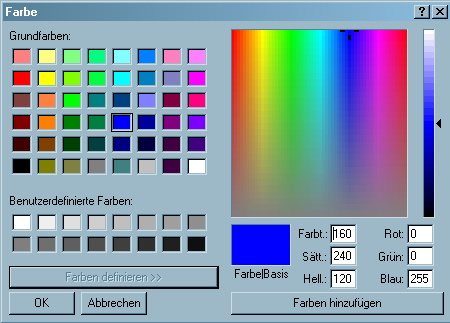 Farbe
Grundfarben:
Benutzerdefinierte Farben:
Farben definieren >>
OK Abbrechen
Farbe|Basis
Farbt.: 160 Rot: 0
Sätt.: 240 Grün: 0
Hell.: 120 Blau: 255
Farben hinzufügen